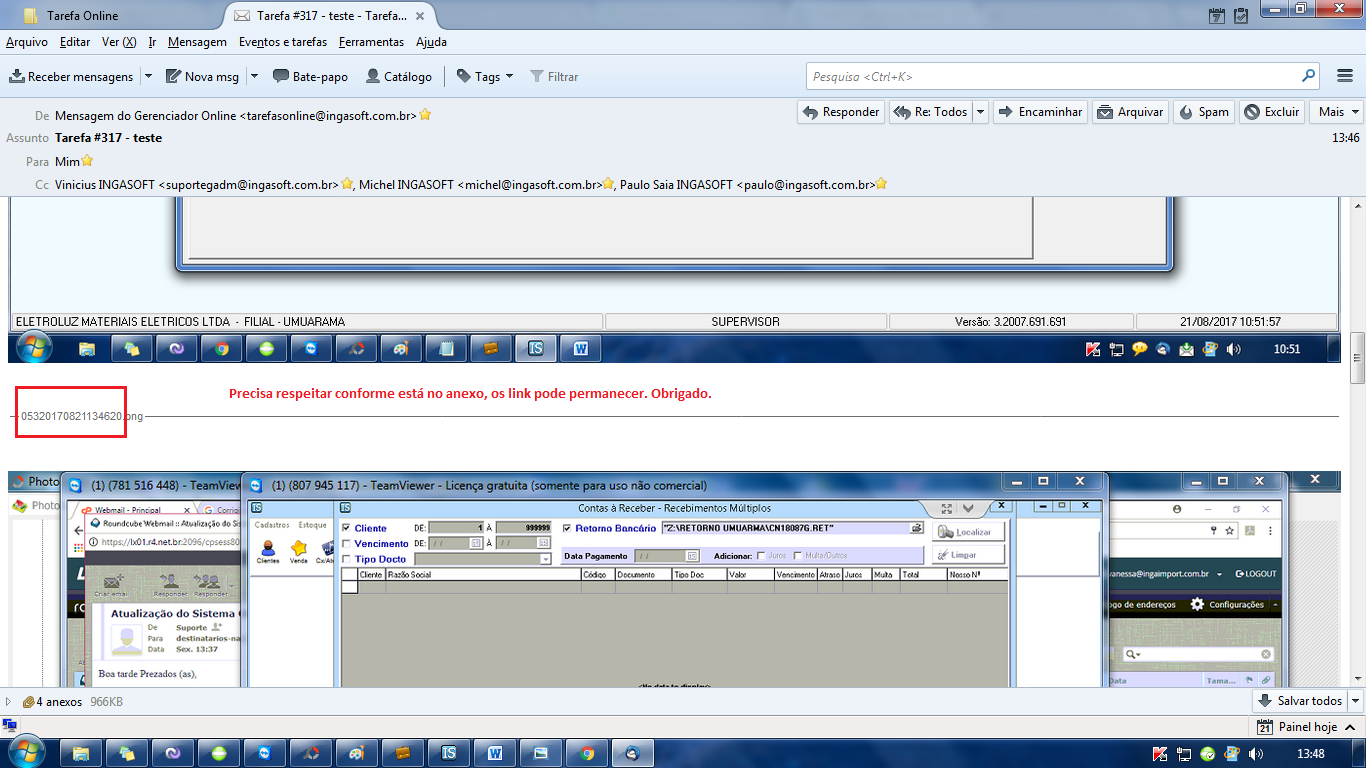 Tarefa Online
Tarefa #317 - teste - Tarefa...
Arquivo Editar Ver (X) Ir Mensagem Eventos e tarefas Ferramentas Ajuda
Receber mensagens Nova msg Bate-papo Catálogo Tags Filtrar
Pesquisa <Ctrl+K>
De Mensagem do Gerenciador Online <tarefasonline@ingasoft.com.br>
Responder Re: Todos Encaminhar Arquivar Spam Excluir Mais
Assunto Tarefa #317 - teste 13:46
Para Mim
Cc Vinicius INGASOFT <suportegadm@ingasoft.com.br>, Michel INGASOFT <michel@ingasoft.com.br>, Paulo Saia INGASOFT <paulo@ingasoft.com.br>
ELETROLUZ MATERIAIS ELETRICOS LTDA - FILIAL - UMUARAMA SUPERVISOR Versão: 3.2007.691.691 21/08/2017 10:51:57
10:51
Precisa respeitar conforme está no anexo, os link pode permanecer. Obrigado.
05320170821134620.png
Photo (1) (781 516 448) - TeamViewer (1) (807 945 117) - TeamViewer - Licença gratuita (somente para uso não comercial)
Photo
Webmail - Principal Corrig
Contas à Receber - Recebimentos Múltiplos
Roundcube Webmail :: Atualização do Si
Cadastros Estoque
Cliente DE: 1 À 999999 Retorno Bancário "Z:\RETORNO UMUARMA\CN18087G.RET" Localizar
https://lx01.r4.net.br:2096/cpsess80
Vencimento DE: / / À / /
Clientes Venda Cx/At
Tipo Docto Data Pagamento / / Adicionar: Juros Multa/Outros Limpar
Cliente Razão Social Código Documento Tipo Doc Valor Vencimento Atraso Juros Multa Total Nosso Nº
vanessa@ingaimport.com.br LOGOUT
Criar email Responder Responder
ogo de endereços Configurações
Atualização do Sistema
De Suporte
Para destinatarios-na
Data Sex. 13:37
Boa tarde Prezados (as),
Data Tama...
<No data to display>
4 anexos 966KB Salvar todos
21 Painel hoje
13:48